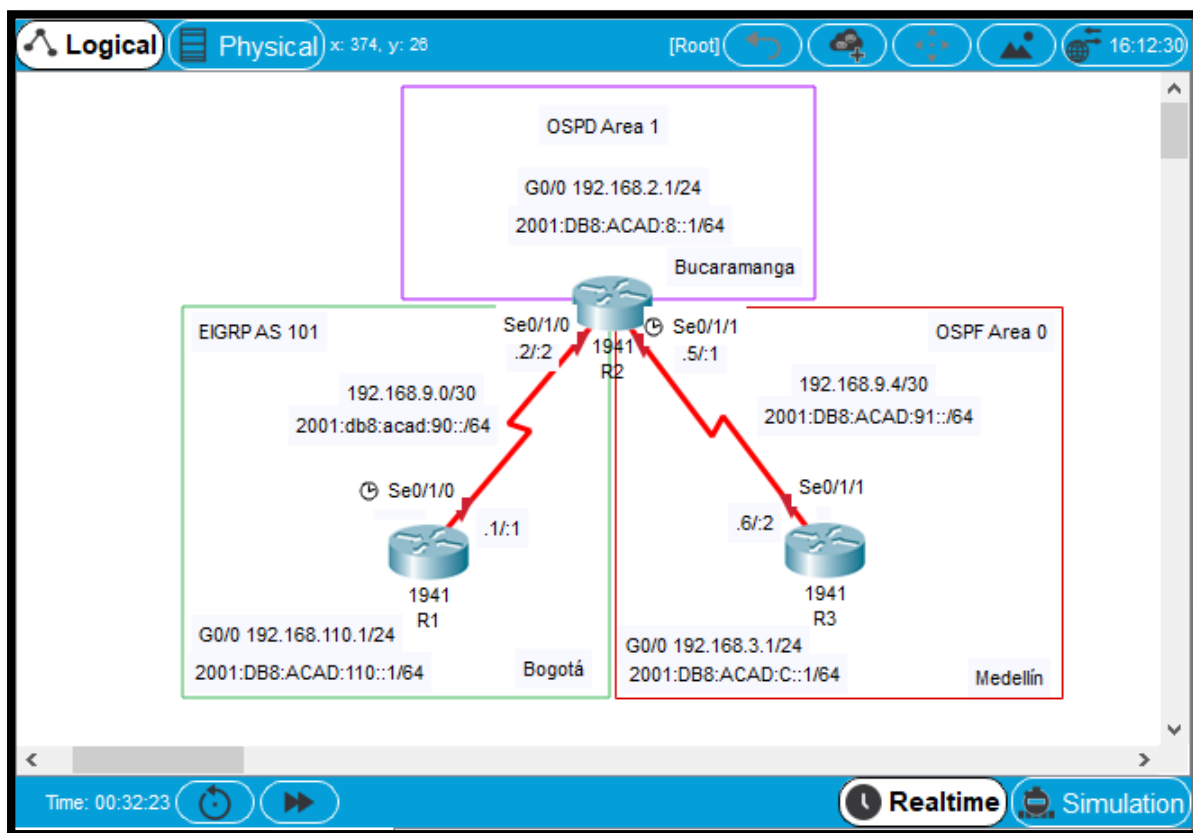 Logical
Physical
x: 374, y: 26
[Root]
16:12:30
OSPD Area 1
G0/0 192.168.2.1/24
2001:DB8:ACAD:8::1/64
Bucaramanga
EIGRP AS 101
Se0/1/0
.2/:2
1941
R2
Se0/1/1
.5/:1
OSPF Area 0
192.168.9.0/30
2001:db8:acad:90::/64
192.168.9.4/30
2001:DB8:ACAD:91::/64
Se0/1/0
.1/:1
Se0/1/1
.6/:2
1941
R1
1941
R3
G0/0 192.168.110.1/24
2001:DB8:ACAD:110::1/64
Bogotá
G0/0 192.168.3.1/24
2001:DB8:ACAD:C::1/64
Medellín
Time: 00:32:23
Realtime
Simulation